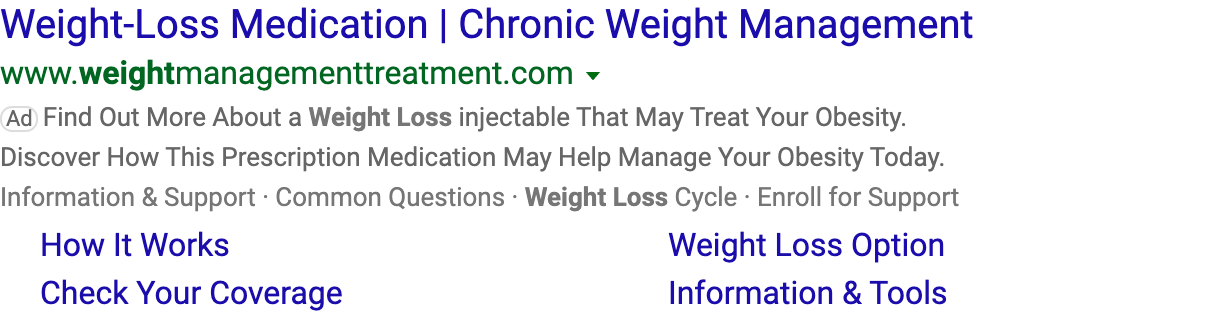 Weight-Loss Medication | Chronic Weight Management
www.weightmanagementtreatment.com
Ad Find Out More About a Weight Loss injectable That May Treat Your Obesity.
Discover How This Prescription Medication May Help Manage Your Obesity Today.
Information & Support · Common Questions · Weight Loss Cycle · Enroll for Support
How It Works
Weight Loss Option
Check Your Coverage
Information & Tools